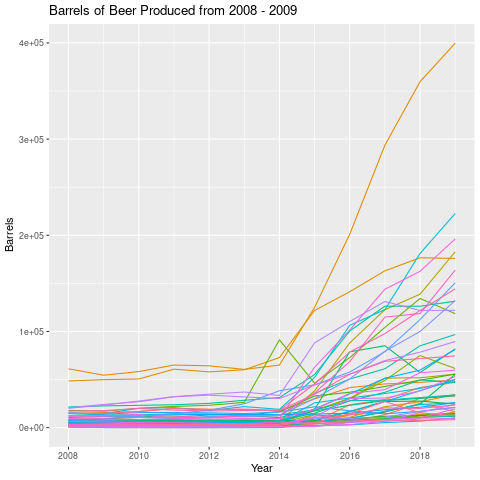 Barrels of Beer Produced from 2008 - 2009
4e+05
3e+05
2e+05
1e+05
0e+00
Barrels
2008 2010 2012 2014 2016 2018
Year